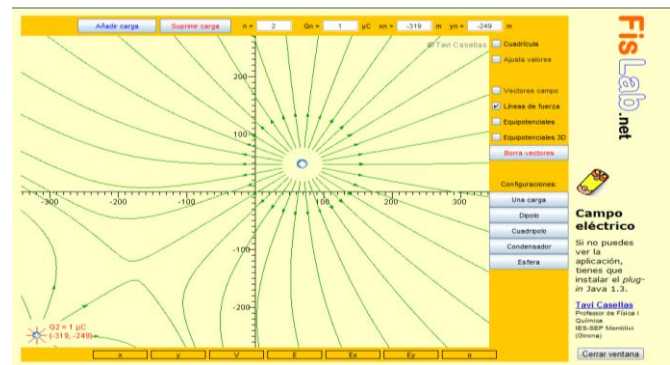 Añadir carga Suprimir carga n = 2 Qn = 1 µC xn = -319 m yn = -249 m
© Tavi Casellas
Cuadrícula
Ajusta valores
Vectores campo
Líneas de fuerza
Equipotenciales
Equipotenciales 3D
Borra vectores
Configuraciones:
Una carga
Dipolo
Cuadripolo
Condensador
Esfera
200
100
-300 -200 -100 100 200 300
-100
-200
Q2 = 1 µC
(-319, -249)
x y V E Ex Ey
FisLab.net
Campo
eléctrico
Si no puedes
ver la
aplicación,
tienes que
instalar el plug-
in Java 1.3.
Tavi Casellas
Professor de Física i
Química
IES-SEP Montilivi
(Girona)
Cerrar ventana